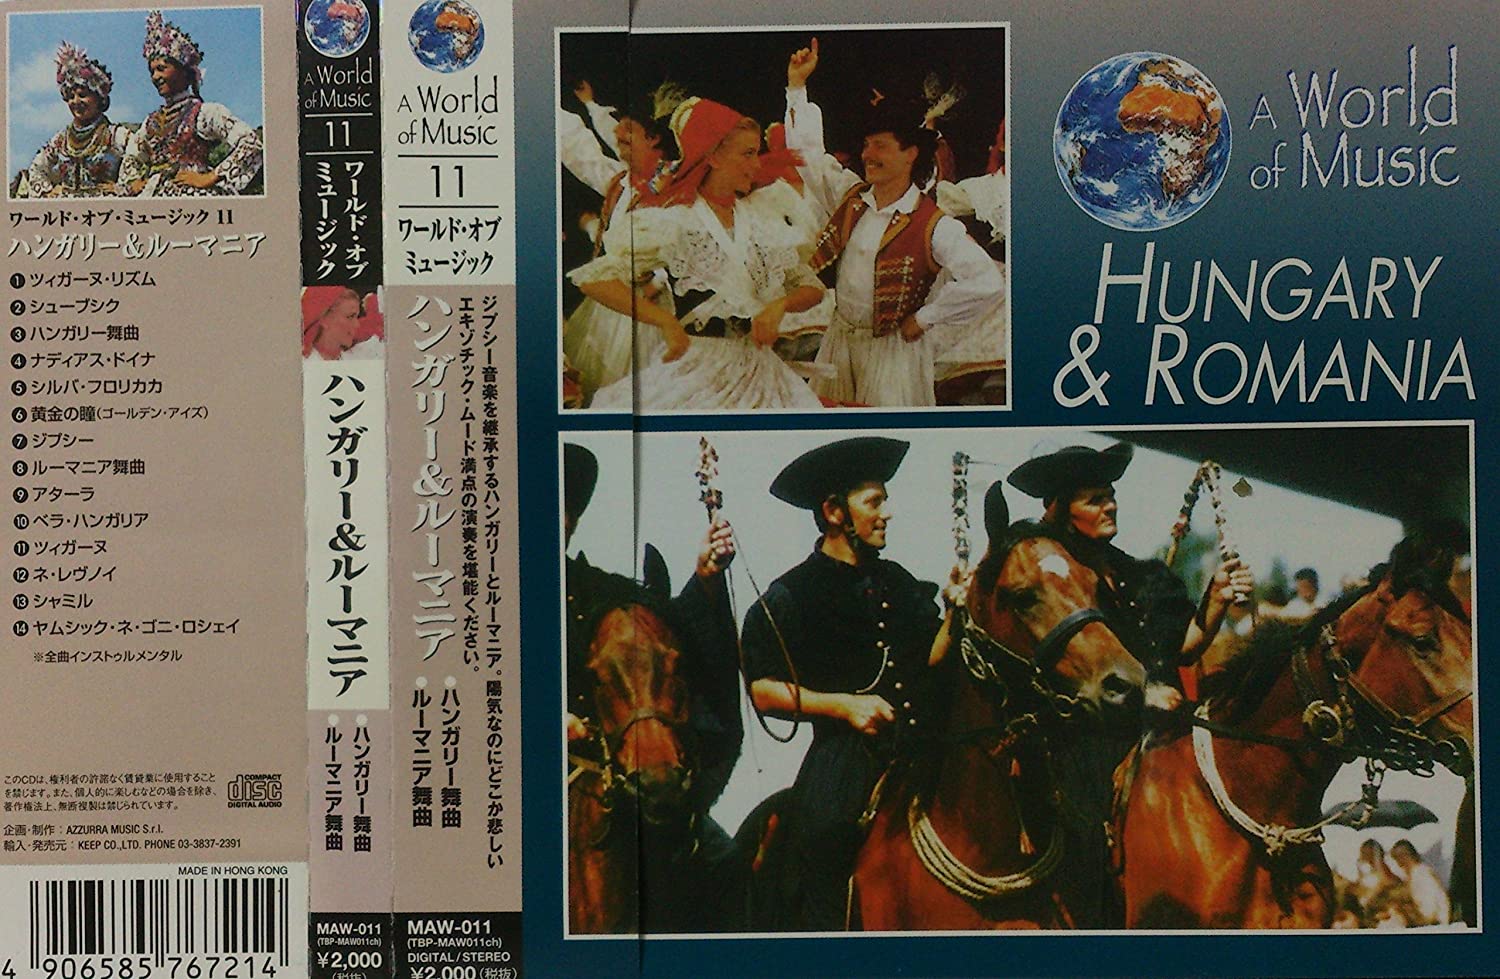 ワールド・オブ・ミュージック 11
ハンガリー&ルーマニア
❶ ツィガーヌ・リズム
❷ シューブシク
❸ ハンガリー舞曲
❹ ナディアス・ドイナ
❺ シルバ・フロリカカ
❻ 黄金の瞳(ゴールデン・アイズ)
❼ ジプシー
❽ ルーマニア舞曲
❾ アターラ
❿ ベラ・ハンガリア
⓫ ツィガーヌ
⓬ ネ・レヴノイ
⓭ シャミル
⓮ ヤムシック・ネ・ゴニ・ロシェイ
※全曲インストゥルメンタル
このCDは、権利者の許諾なく賃貸業に使用すること
を禁じます。また、個人的に楽しむなどの場合を除き、
著作権法上、無断複製は禁じられています。
COMPACT
disc
DIGITAL AUDIO
企画・制作:AZZURRA MUSIC S.r.l.
輸入・発売元:KEEP CO.,LTD. PHONE 03-3837-2391
MADE IN HONG KONG
4 906585 767214
A World
of Music
11
ワールド・オブ
ミュージック
ハンガリー&ルーマニア
●ハンガリー舞曲
●ルーマニア舞曲
MAW-011
(TBP-MAW011ch)
¥2,000
(税抜)
A World
of Music
11
ワールド・オブ
ミュージック
ジプシー音楽を継承するハンガリーとルーマニア。陽気なのにどこか悲しい
エキゾチック・ムード満点の演奏を堪能ください。
ハンガリー&ルーマニア
●ハンガリー舞曲
●ルーマニア舞曲
MAW-011
(TBP-MAW011ch)
DIGITAL/STEREO
¥2,000(税抜)
A World
of Music
HUNGARY
& ROMANIA